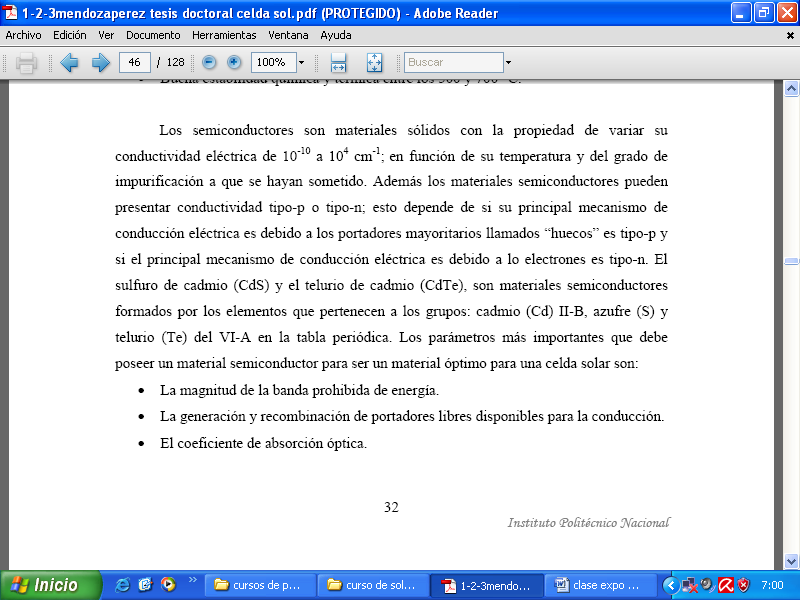 1-2-3mendozaperez tesis doctoral celda sol.pdf (PROTEGIDO) - Adobe Reader
Archivo Edición Ver Documento Herramientas Ventana Ayuda
46 / 128 100% Buscar
Buena estabilidad química y térmica entre los 500 y 700 °C.
Los semiconductores son materiales sólidos con la propiedad de variar su
conductividad eléctrica de 10⁻¹⁰ a 10⁴ cm⁻¹; en función de su temperatura y del grado de
impurificación a que se hayan sometido. Además los materiales semiconductores pueden
presentar conductividad tipo-p o tipo-n; esto depende de si su principal mecanismo de
conducción eléctrica es debido a los portadores mayoritarios llamados “huecos” es tipo-p y
si el principal mecanismo de conducción eléctrica es debido a lo electrones es tipo-n. El
sulfuro de cadmio (CdS) y el telurio de cadmio (CdTe), son materiales semiconductores
formados por los elementos que pertenecen a los grupos: cadmio (Cd) II-B, azufre (S) y
telurio (Te) del VI-A en la tabla periódica. Los parámetros más importantes que debe
poseer un material semiconductor para ser un material óptimo para una celda solar son:
• La magnitud de la banda prohibida de energía.
• La generación y recombinación de portadores libres disponibles para la conducción.
• El coeficiente de absorción óptica.
32
Instituto Politécnico Nacional
Inicio » cursos de p... curso de sol... 1-2-3mendo... clase expo ... 7:00